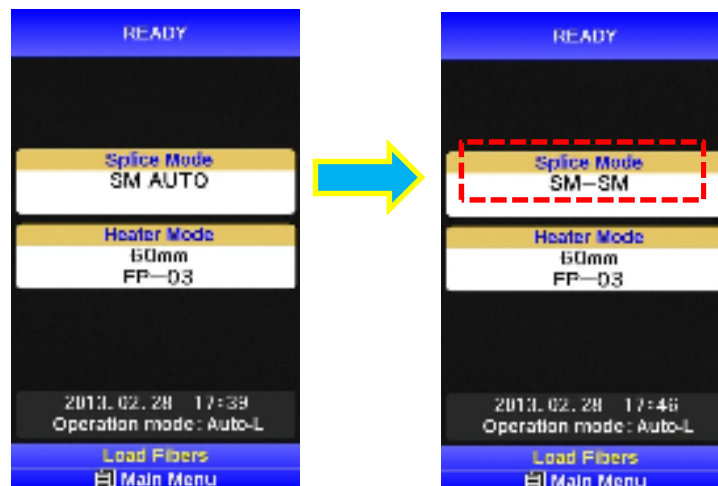 READY
Splice Mode
SM AUTO
Heater Mode
60mm
FP-03
2013.02.28 17:39
Operation mode: Auto-L
Load Fibers
Main Menu
READY
Splice Mode
SM-SM
Heater Mode
60mm
FP-03
2013.02.28 17:46
Operation mode: Auto-L
Load Fibers
Main Menu